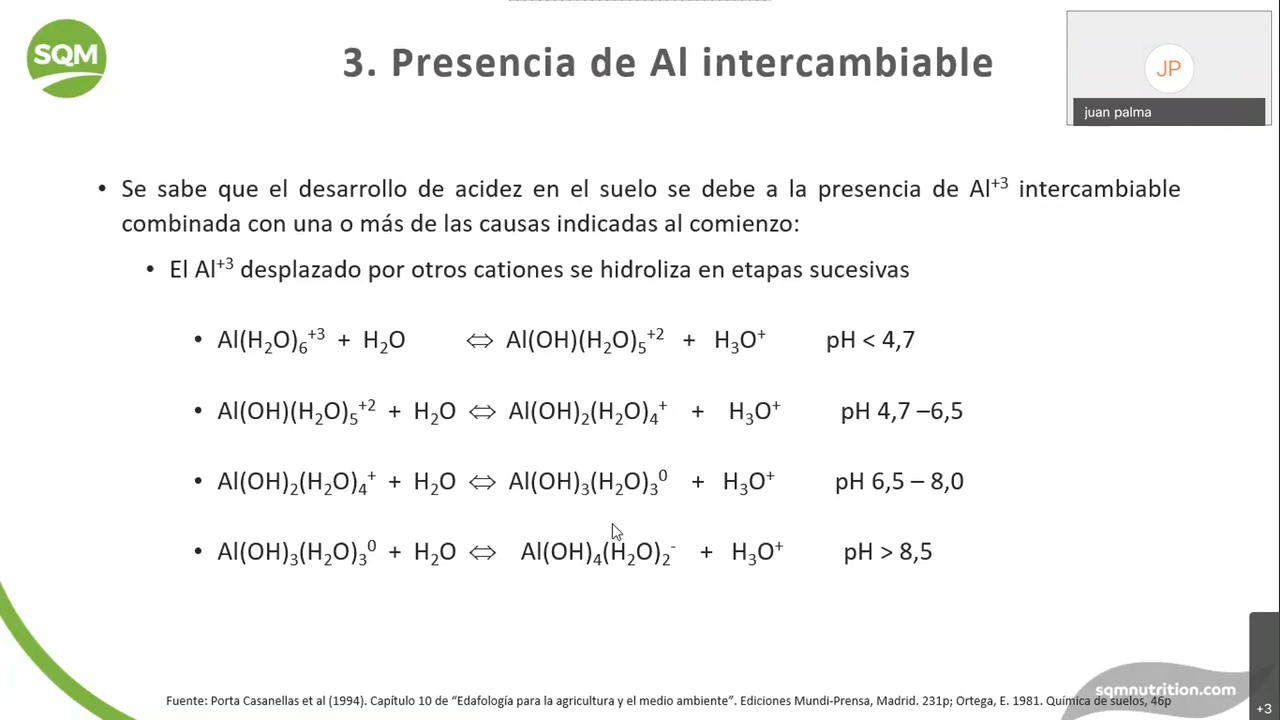 SQM
3. Presencia de Al intercambiable
JP
juan palma
• Se sabe que el desarrollo de acidez en el suelo se debe a la presencia de Al⁺³ intercambiable
combinada con una o más de las causas indicadas al comienzo:
• El Al⁺³ desplazado por otros cationes se hidroliza en etapas sucesivas
• Al(H₂O)₆⁺³ + H₂O ⇔ Al(OH)(H₂O)₅⁺² + H₃O⁺ pH < 4,7
• Al(OH)(H₂O)₅⁺² + H₂O ⇔ Al(OH)₂(H₂O)₄⁺ + H₃O⁺ pH 4,7 –6,5
• Al(OH)₂(H₂O)₄⁺ + H₂O ⇔ Al(OH)₃(H₂O)₃⁰ + H₃O⁺ pH 6,5 – 8,0
• Al(OH)₃(H₂O)₃⁰ + H₂O ⇔ Al(OH)₄(H₂O)₂⁻ + H₃O⁺ pH > 8,5
sqmnutrition.com
Fuente: Porta Casanellas et al (1994). Capítulo 10 de “Edafología para la agricultura y el medio ambiente”. Ediciones Mundi-Prensa, Madrid. 231p; Ortega, E. 1981. Química de suelos, 46p
+3